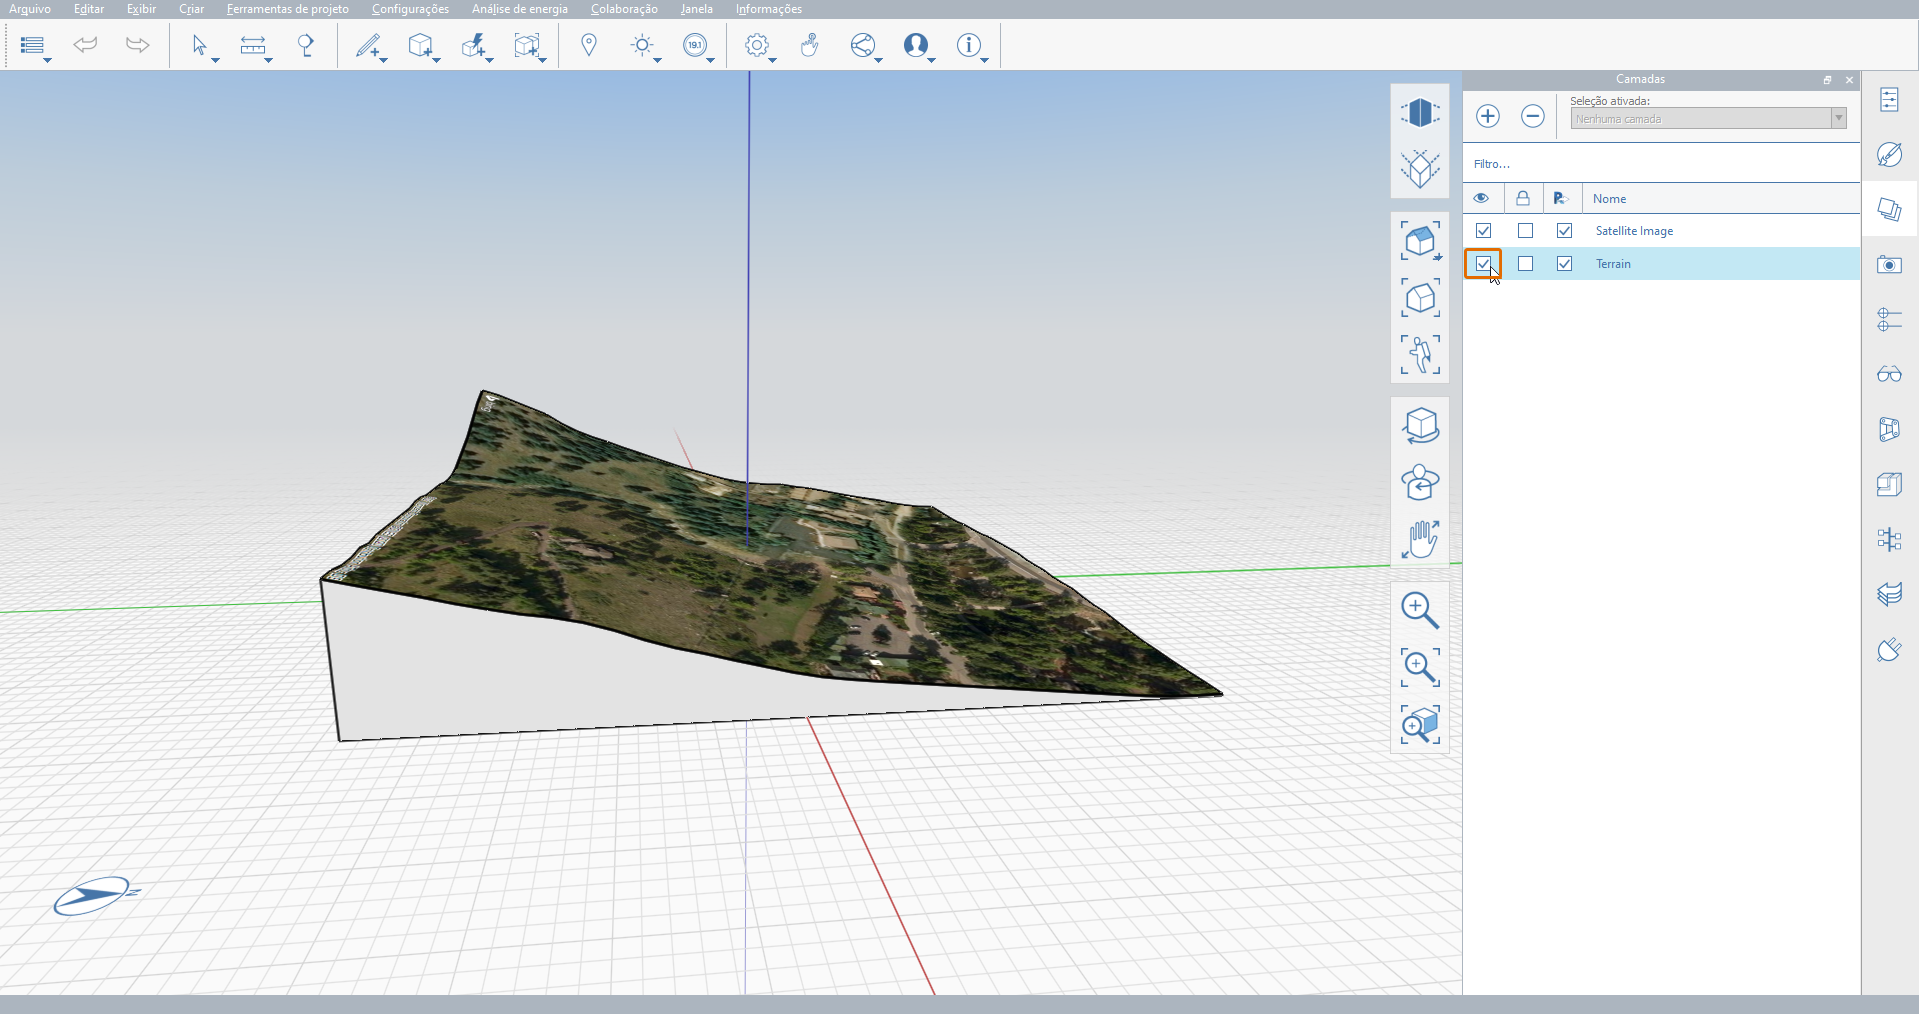 Arquivo Editar Exibir Criar Ferramentas de projeto Configurações Análise de energia Colaboração Janela Informações
19.1
Camadas
Seleção ativada:
Nenhuma camada
Filtro...
Nome
Satellite Image
Terrain